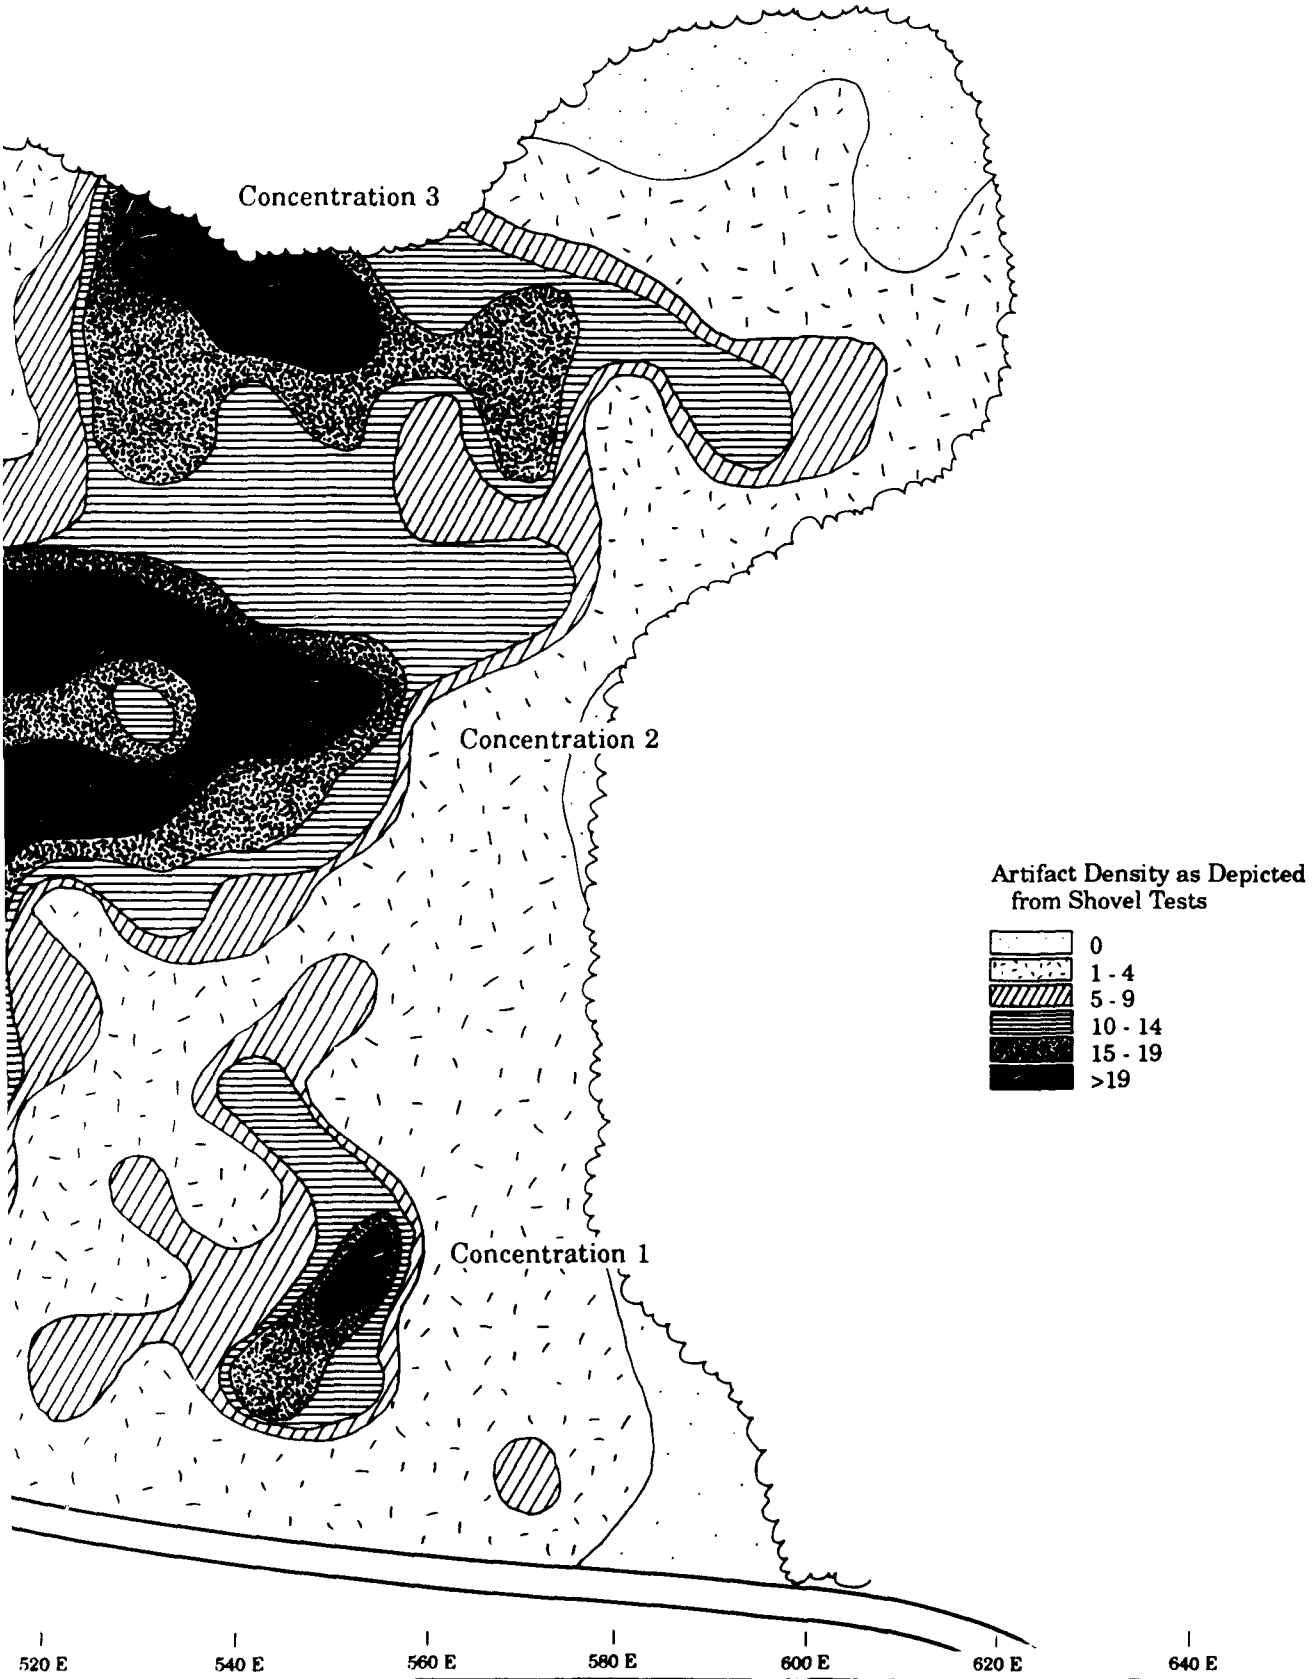 Concentration 3
Concentration 2
Artifact Density as Depicted
from Shovel Tests
0
1 - 4
5 - 9
10 - 14
15 - 19
>19
Concentration 1
520 E 540 E 560 E 580 E 600 E 620 E 640 E